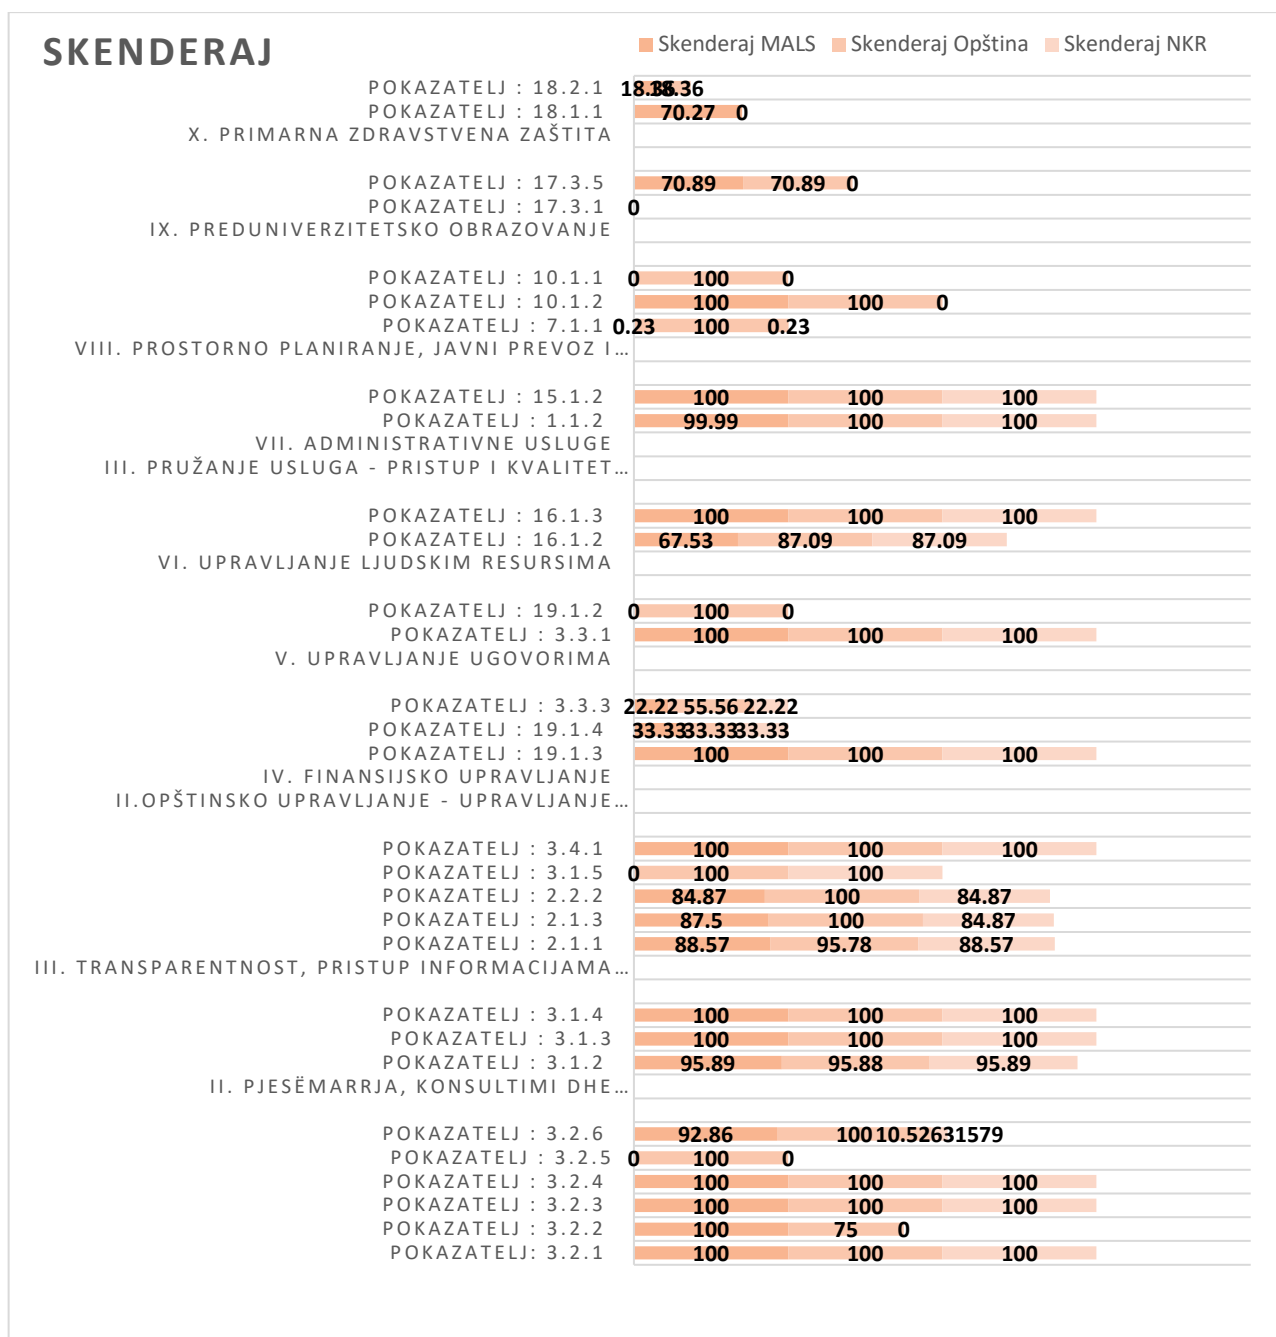 SKENDERAJ
Skenderaj MALS Skenderaj Opština Skenderaj NKR
POKAZATELJ : 18.2.1 18.36 18.36
POKAZATELJ : 18.1.1 70.27 0
X. PRIMARNA ZDRAVSTVENA ZAŠTITA
POKAZATELJ : 17.3.5 70.89 70.89 0
POKAZATELJ : 17.3.1 0
IX. PREDUNIVERZITETSKO OBRAZOVANJE
POKAZATELJ : 10.1.1 0 100 0
POKAZATELJ : 10.1.2 100 100 0
POKAZATELJ : 7.1.1 0.23 100 0.23
VIII. PROSTORNO PLANIRANJE, JAVNI PREVOZ I…
POKAZATELJ : 15.1.2 100 100 100
POKAZATELJ : 1.1.2 99.99 100 100
VII. ADMINISTRATIVNE USLUGE
III. PRUŽANJE USLUGA - PRISTUP I KVALITET…
POKAZATELJ : 16.1.3 100 100 100
POKAZATELJ : 16.1.2 67.53 87.09 87.09
VI. UPRAVLJANJE LJUDSKIM RESURSIMA
POKAZATELJ : 19.1.2 0 100 0
POKAZATELJ : 3.3.1 100 100 100
V. UPRAVLJANJE UGOVORIMA
POKAZATELJ : 3.3.3 22.22 55.56 22.22
POKAZATELJ : 19.1.4 33.33 33.33 33.33
POKAZATELJ : 19.1.3 100 100 100
IV. FINANSIJSKO UPRAVLJANJE
II.OPŠTINSKO UPRAVLJANJE - UPRAVLJANJE…
POKAZATELJ : 3.4.1 100 100 100
POKAZATELJ : 3.1.5 0 100 100
POKAZATELJ : 2.2.2 84.87 100 84.87
POKAZATELJ : 2.1.3 87.5 100 84.87
POKAZATELJ : 2.1.1 88.57 95.78 88.57
III. TRANSPARENTNOST, PRISTUP INFORMACIJAMA…
POKAZATELJ : 3.1.4 100 100 100
POKAZATELJ : 3.1.3 100 100 100
POKAZATELJ : 3.1.2 95.89 95.88 95.89
II. PJESËMARRJA, KONSULTIMI DHE…
POKAZATELJ : 3.2.6 92.86 100 10.52631579
POKAZATELJ : 3.2.5 0 100 0
POKAZATELJ : 3.2.4 100 100 100
POKAZATELJ : 3.2.3 100 100 100
POKAZATELJ : 3.2.2 100 75 0
POKAZATELJ: 3.2.1 100 100 100